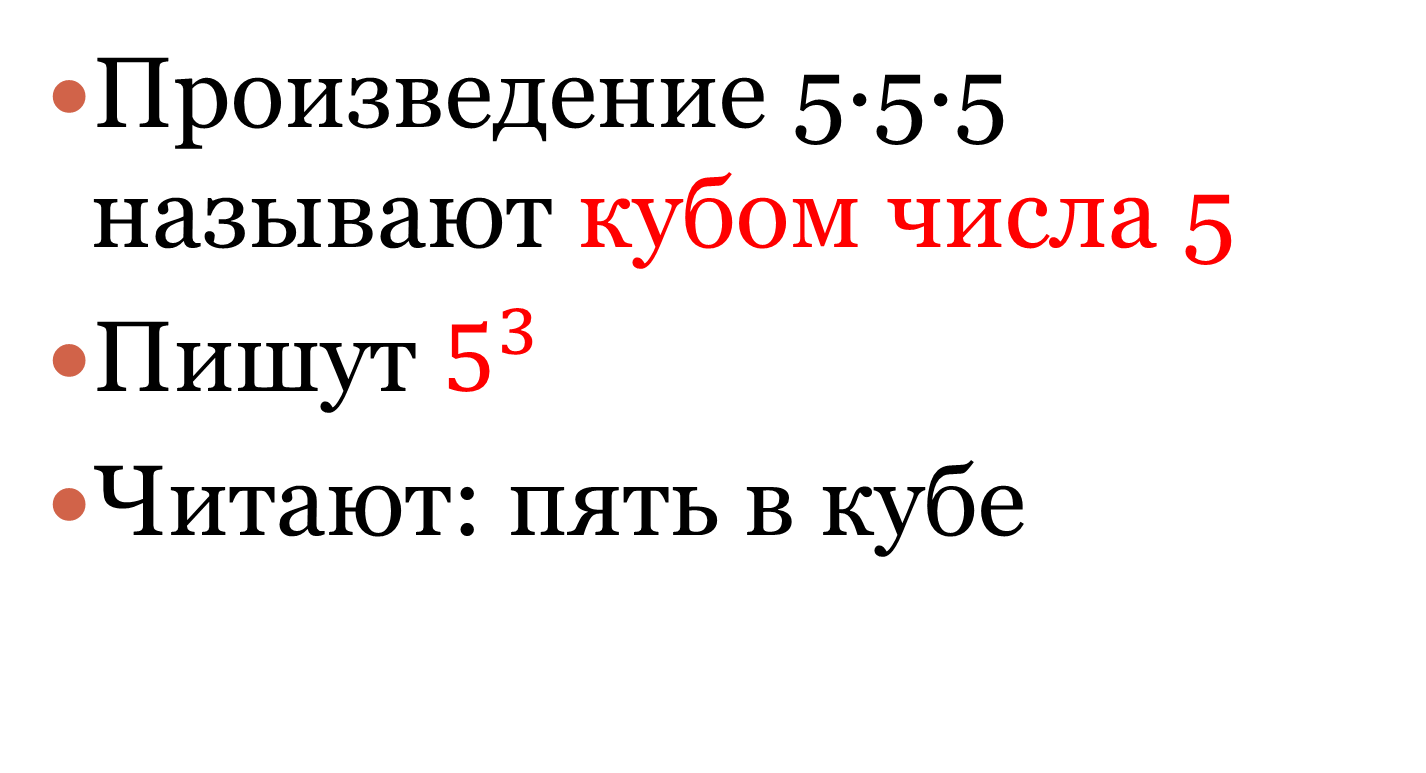 •Произведение 5·5·5
называют кубом числа 5
•Пишут 5³
•Читают: пять в кубе